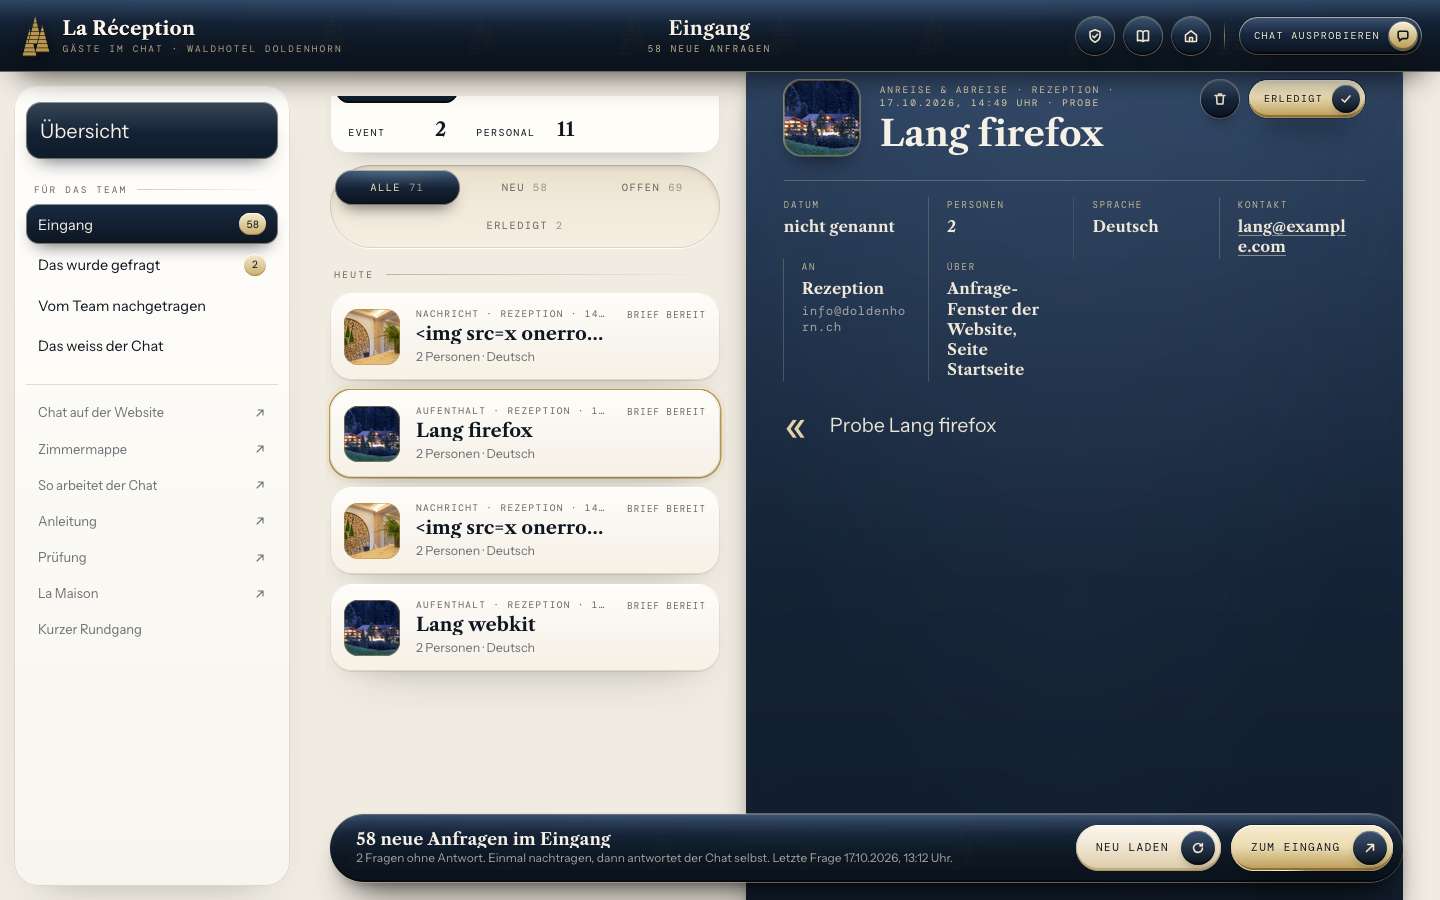 La Réception
GÄSTE IM CHAT · WALDHOTEL DOLDENHORN
Eingang
58 NEUE ANFRAGEN
CHAT AUSPROBIEREN
Übersicht
FÜR DAS TEAM
Eingang 58
Das wurde gefragt 2
Vom Team nachgetragen
Das weiss der Chat
Chat auf der Website
Zimmermappe
So arbeitet der Chat
Anleitung
Prüfung
La Maison
Kurzer Rundgang
EVENT 2 PERSONAL 11
ALLE 71 NEU 58 OFFEN 69
ERLEDIGT 2
HEUTE
NACHRICHT · REZEPTION · 14… BRIEF BEREIT
<img src=x onerro…
2 Personen · Deutsch
AUFENTHALT · REZEPTION · 1… BRIEF BEREIT
Lang firefox
2 Personen · Deutsch
NACHRICHT · REZEPTION · 14… BRIEF BEREIT
<img src=x onerro…
2 Personen · Deutsch
AUFENTHALT · REZEPTION · 1… BRIEF BEREIT
Lang webkit
2 Personen · Deutsch
ANREISE & ABREISE · REZEPTION ·
17.10.2026, 14:49 UHR · PROBE
Lang firefox
ERLEDIGT
DATUM
nicht genannt
PERSONEN
2
SPRACHE
Deutsch
KONTAKT
lang@exampl
e.com
AN
Rezeption
info@doldenho
rn.ch
ÜBER
Anfrage-
Fenster der
Website,
Seite
Startseite
« Probe Lang firefox
58 neue Anfragen im Eingang
2 Fragen ohne Antwort. Einmal nachtragen, dann antwortet der Chat selbst. Letzte Frage 17.10.2026, 13:12 Uhr.
NEU LADEN
ZUM EINGANG